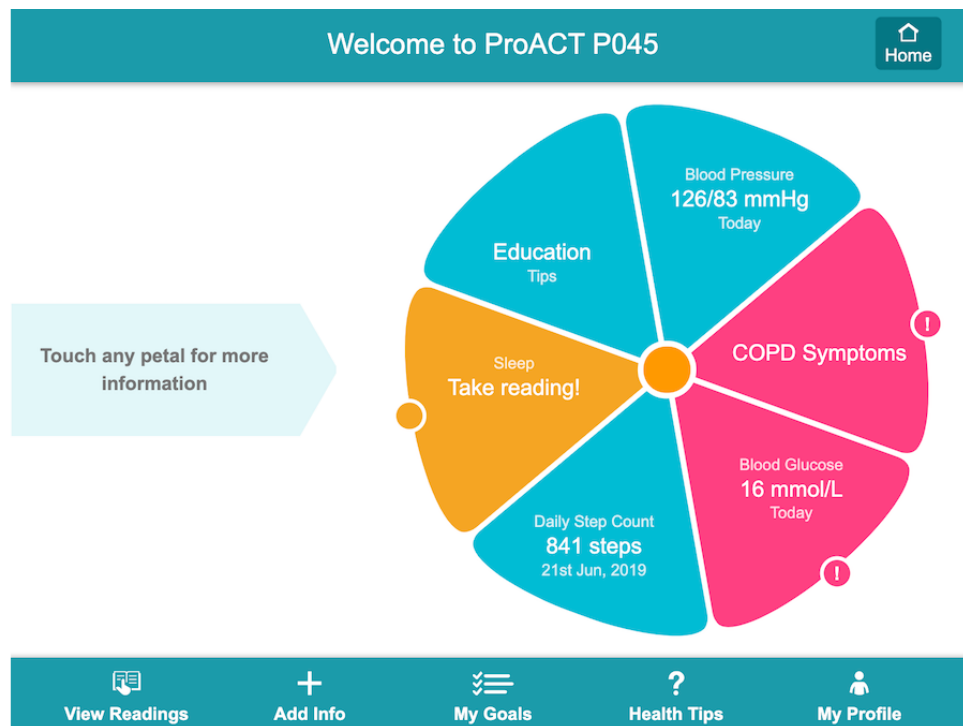 Welcome to ProACT P045
Home
Blood Pressure
126/83 mmHg
Today
Education
Tips
!
COPD Symptoms
Touch any petal for more
information
Sleep
Take reading!
Blood Glucose
16 mmol/L
Today
Daily Step Count
841 steps
21st Jun, 2019
!
View Readings
Add Info
My Goals
?
Health Tips
My Profile